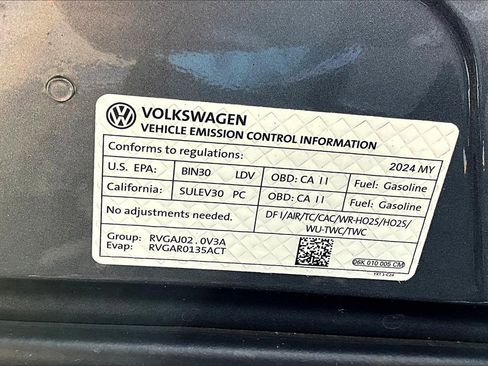 VOLKSWAGEN
VEHICLE EMISSION CONTROL INFORMATION
Conforms to regulations: 2024 MY
U.S. EPA: BIN30 LDV OBD: CA II Fuel: Gasoline
California: SULEV30 PC OBD: CA II Fuel: Gasoline
No adjustments needed. DFI/AIR/TC/CAC/WR-HO2S/HO2S/
WU-TWC/TWC
Group: RVGAJ02.0V3A
Evap: RVGAR0135ACT
06K 010 005 CM